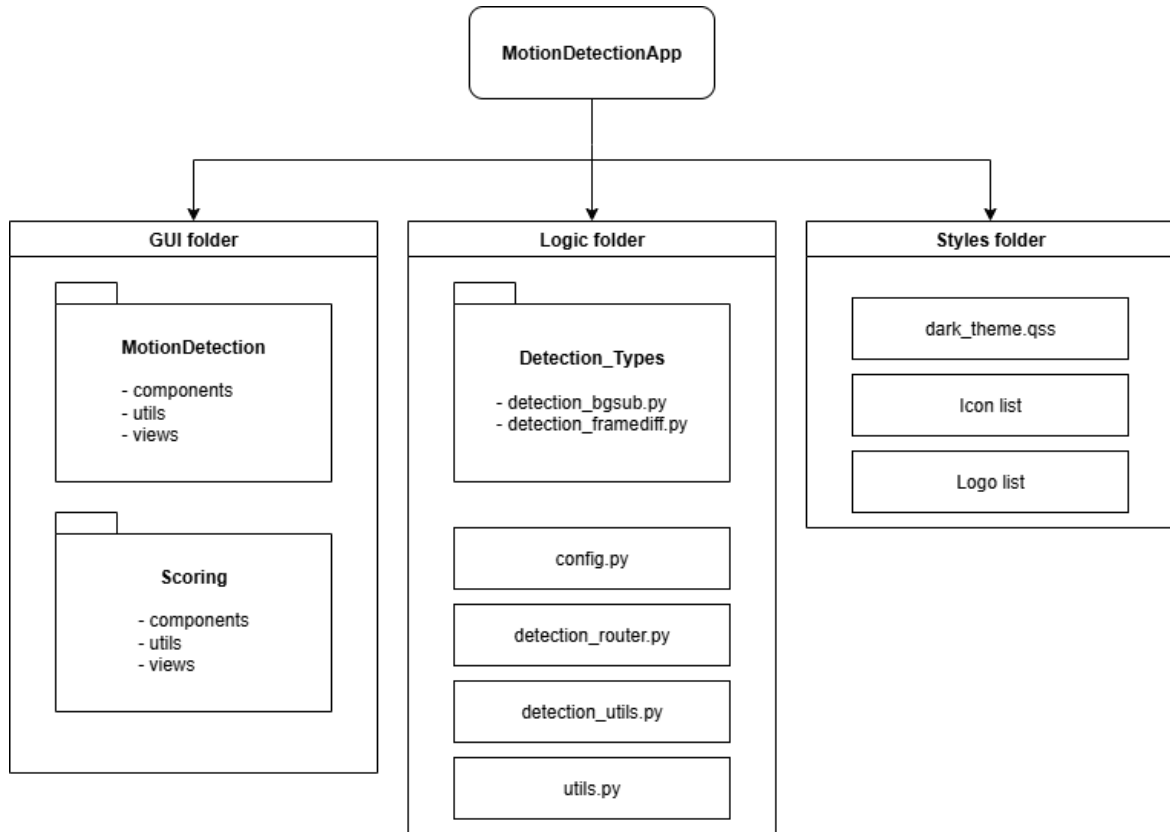 MotionDetectionApp
GUI folder
MotionDetection
- components
- utils
- views
Scoring
- components
- utils
- views
Logic folder
Detection_Types
- detection_bgsub.py
- detection_framediff.py
config.py
detection_router.py
detection_utils.py
utils.py
Styles folder
dark_theme.qss
Icon list
Logo list